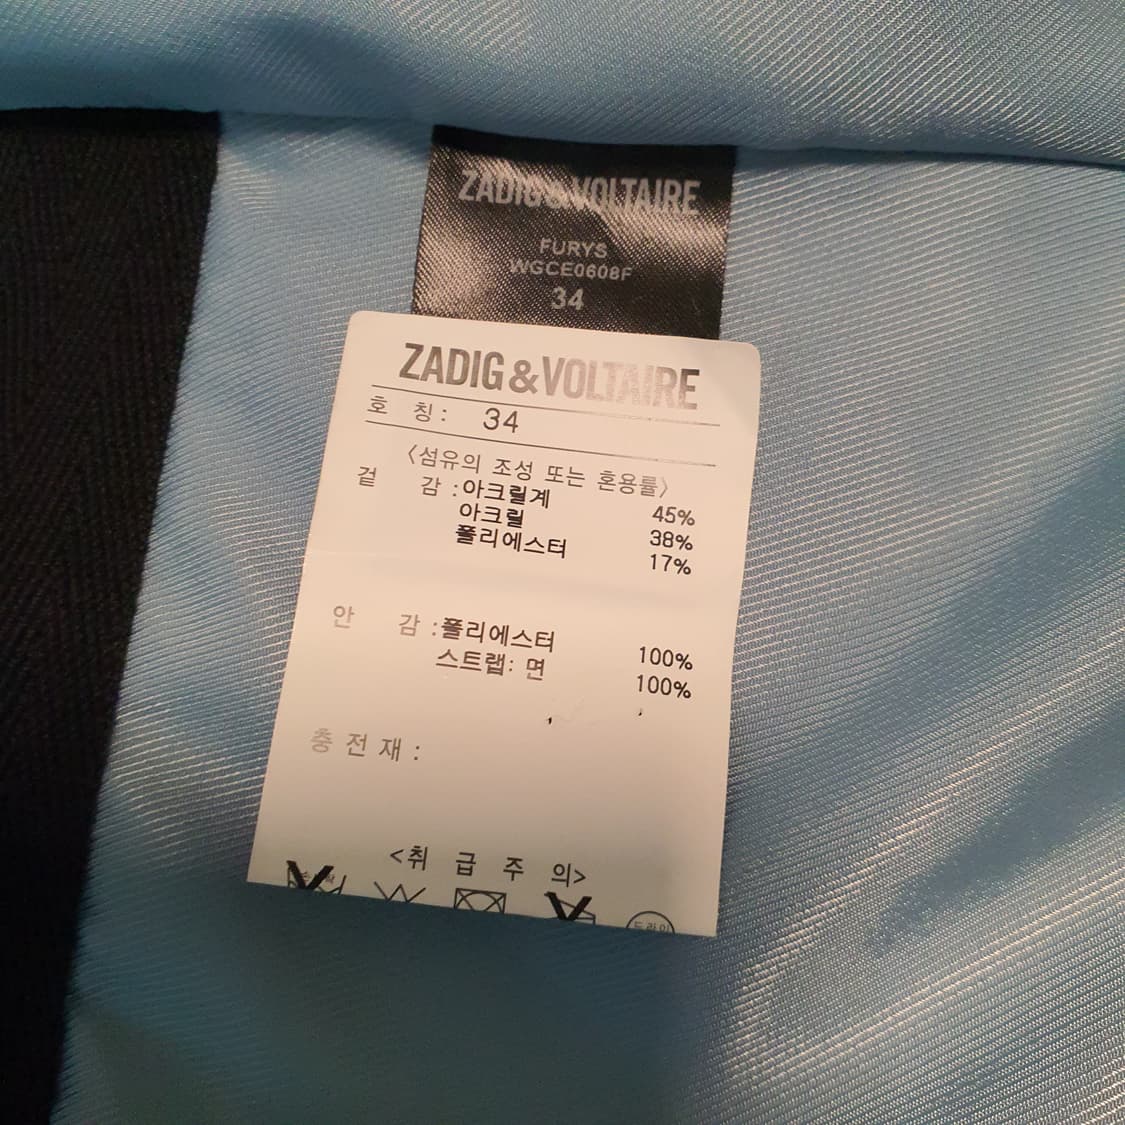 ZADIG&VOLTAIRE
FURYS
WGCE0608F
34
ZADIG&VOLTAIRE
호 칭: 34
<섬유의 조성 또는 혼용률>
겉 감 :아크릴계 45%
아크릴 38%
폴리에스터 17%
안 감 :폴리에스터 100%
스트랩: 면 100%
충 전 재 :
<취 급 주 의>
드라이